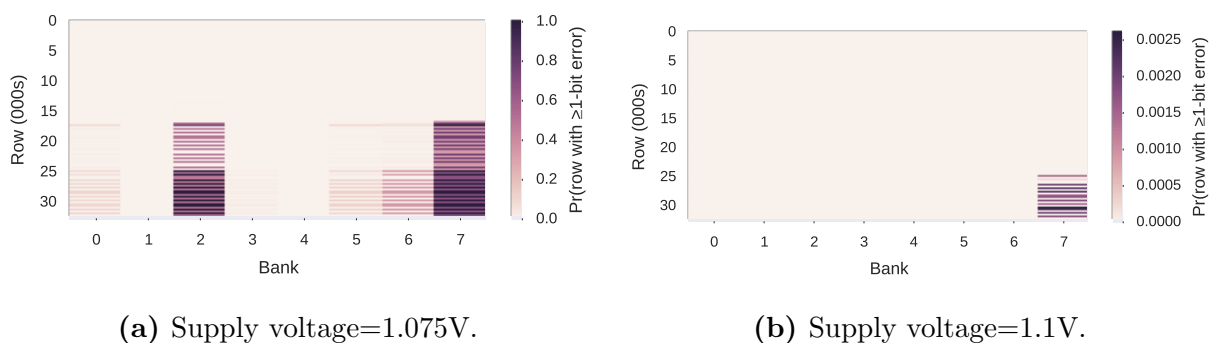 0
5
10
15
20
25
30
Row (000s)
0 1 2 3 4 5 6 7
Bank
1.0
0.8
0.6
0.4
0.2
0.0
Pr(row with ≥1-bit error)
(a) Supply voltage=1.075V.
0
5
10
15
20
25
30
Row (000s)
0 1 2 3 4 5 6 7
Bank
0.0025
0.0020
0.0015
0.0010
0.0005
0.0000
Pr(row with ≥1-bit error)
(b) Supply voltage=1.1V.